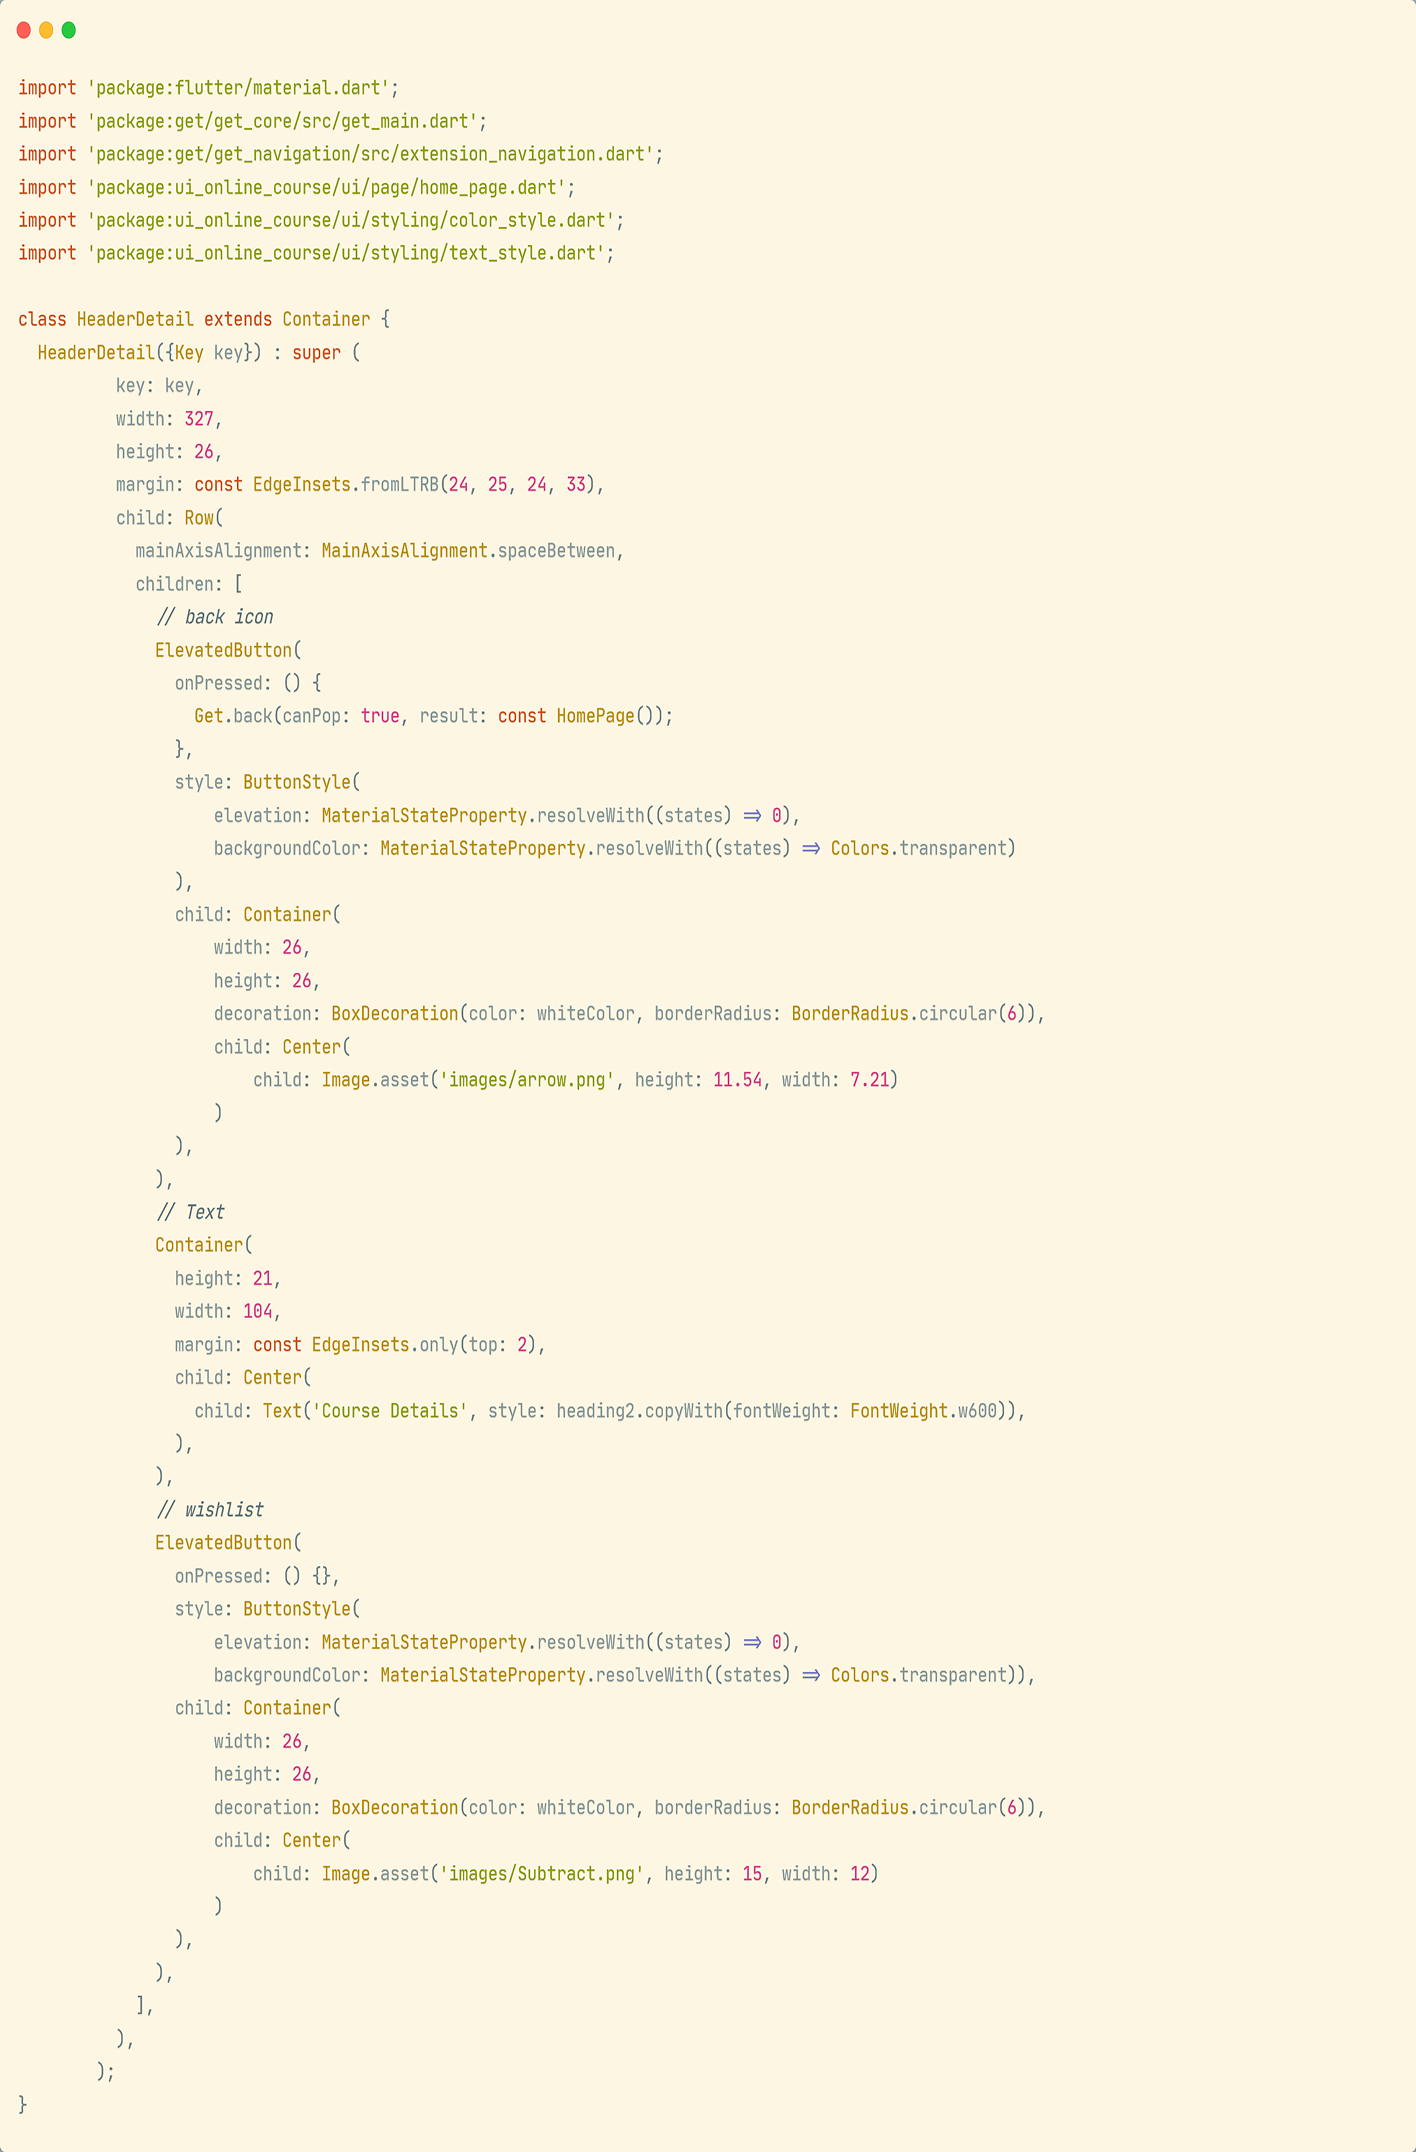 import 'package:flutter/material.dart';
import 'package:get/get_core/src/get_main.dart';
import 'package:get/get_navigation/src/extension_navigation.dart';
import 'package:ui_online_course/ui/page/home_page.dart';
import 'package:ui_online_course/ui/styling/color_style.dart';
import 'package:ui_online_course/ui/styling/text_style.dart';

class HeaderDetail extends Container {
  HeaderDetail({Key key}) : super (
          key: key,
          width: 327,
          height: 26,
          margin: const EdgeInsets.fromLTRB(24, 25, 24, 33),
          child: Row(
            mainAxisAlignment: MainAxisAlignment.spaceBetween,
            children: [
              // back icon
              ElevatedButton(
                onPressed: () {
                  Get.back(canPop: true, result: const HomePage());
                },
                style: ButtonStyle(
                    elevation: MaterialStateProperty.resolveWith((states) => 0),
                    backgroundColor: MaterialStateProperty.resolveWith((states) => Colors.transparent)
                ),
                child: Container(
                    width: 26,
                    height: 26,
                    decoration: BoxDecoration(color: whiteColor, borderRadius: BorderRadius.circular(6)),
                    child: Center(
                        child: Image.asset('images/arrow.png', height: 11.54, width: 7.21)
                    )
                ),
              ),
              // Text
              Container(
                height: 21,
                width: 104,
                margin: const EdgeInsets.only(top: 2),
                child: Center(
                  child: Text('Course Details', style: heading2.copyWith(fontWeight: FontWeight.w600)),
                ),
              ),
              // wishlist
              ElevatedButton(
                onPressed: () {},
                style: ButtonStyle(
                    elevation: MaterialStateProperty.resolveWith((states) => 0),
                    backgroundColor: MaterialStateProperty.resolveWith((states) => Colors.transparent)),
                child: Container(
                    width: 26,
                    height: 26,
                    decoration: BoxDecoration(color: whiteColor, borderRadius: BorderRadius.circular(6)),
                    child: Center(
                        child: Image.asset('images/Subtract.png', height: 15, width: 12)
                    )
                ),
              ),
            ],
          ),
        );
}